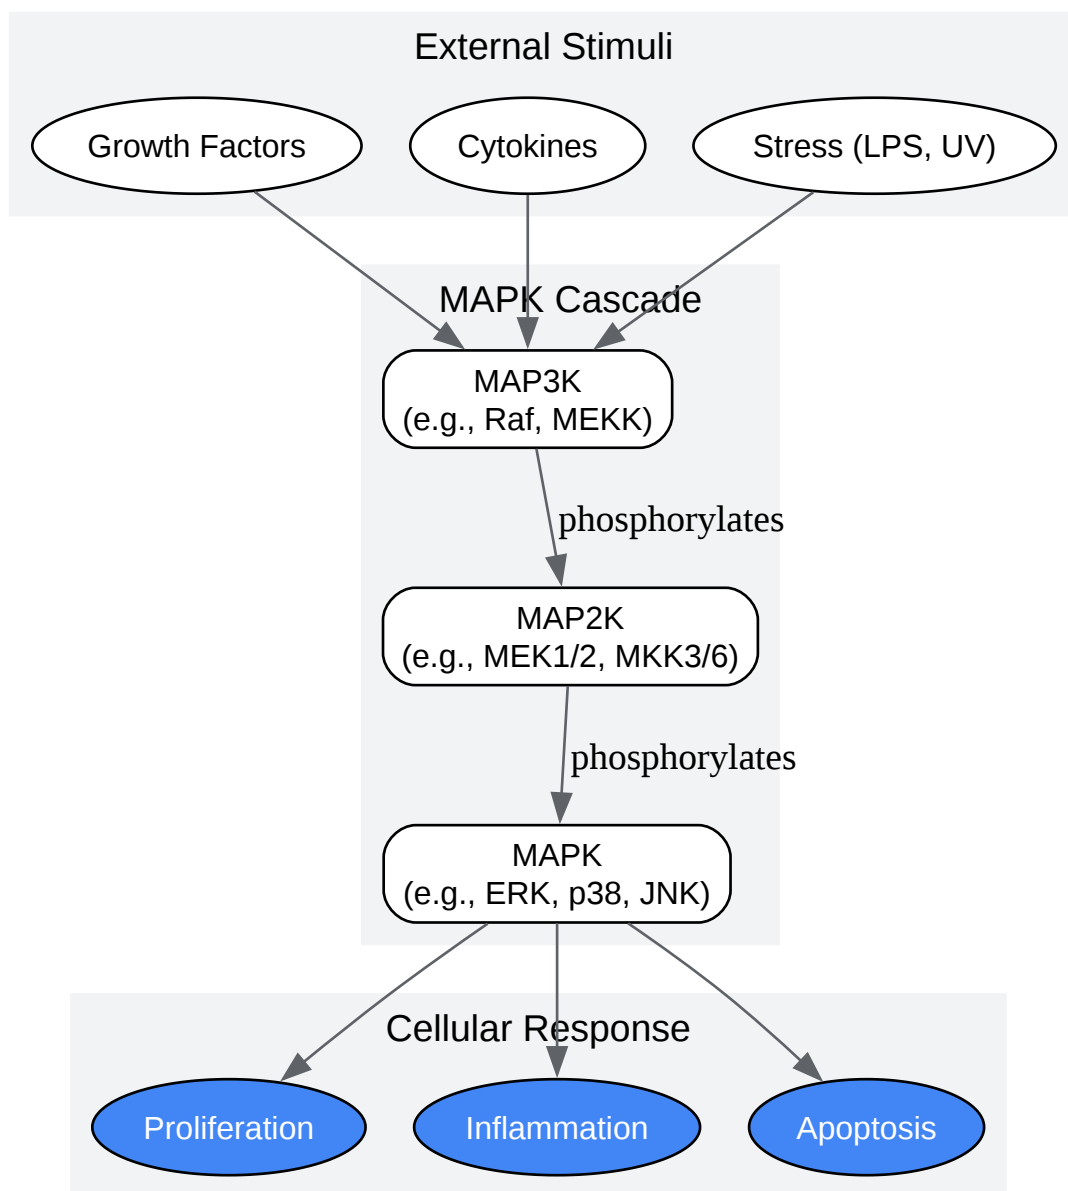 External Stimuli
Growth Factors
Cytokines
Stress (LPS, UV)
MAPK Cascade
MAP3K
(e.g., Raf, MEKK)
phosphorylates
MAP2K
(e.g., MEK1/2, MKK3/6)
phosphorylates
MAPK
(e.g., ERK, p38, JNK)
Cellular Response
Proliferation
Inflammation
Apoptosis